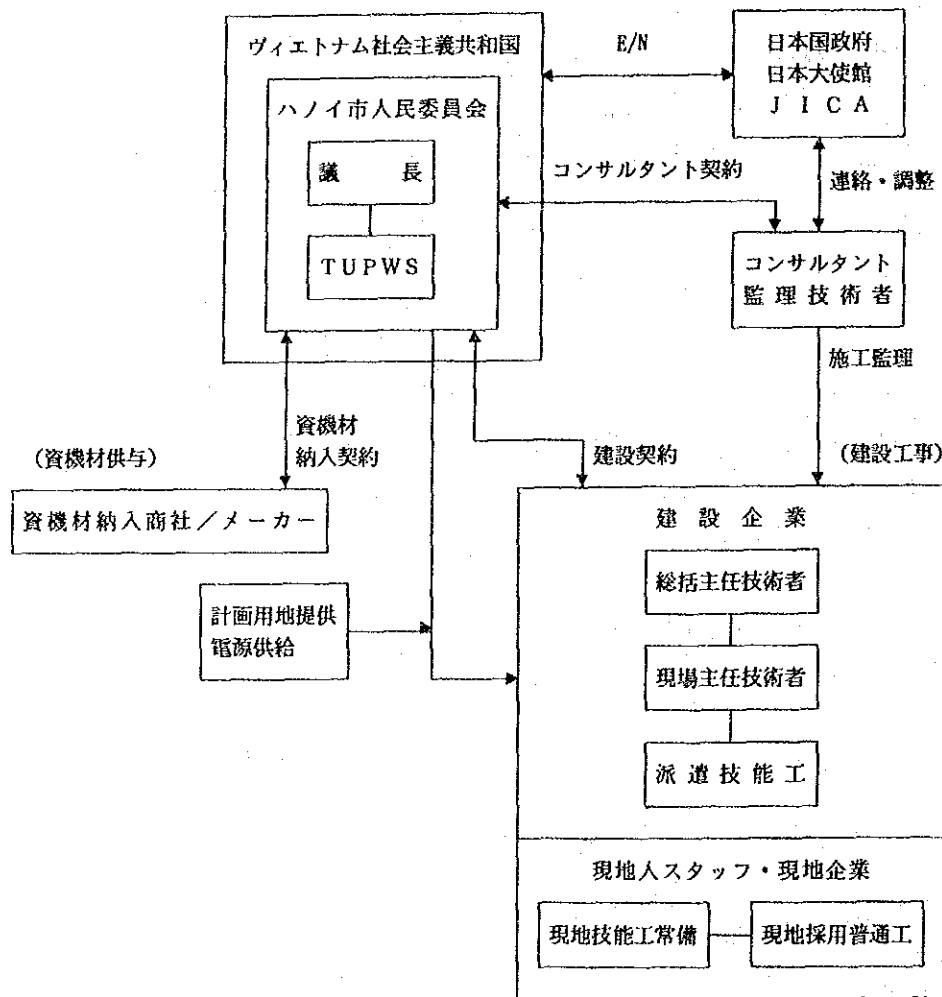 ヴィエトナム社会主義共和国
E/N
日本国政府
日本大使館
JICA
ハノイ市人民委員会
議長
TUPWS
コンサルタント契約
連絡・調整
コンサルタント
監理技術者
施工監理
資機材
納入契約
(資機材供与)
建設契約
(建設工事)
資機材納入商社/メーカー
計画用地提供
電源供給
建設企業
総括主任技術者
現場主任技術者
派遣技能工
現地人スタッフ・現地企業
現地技能工常備
現地採用普通工